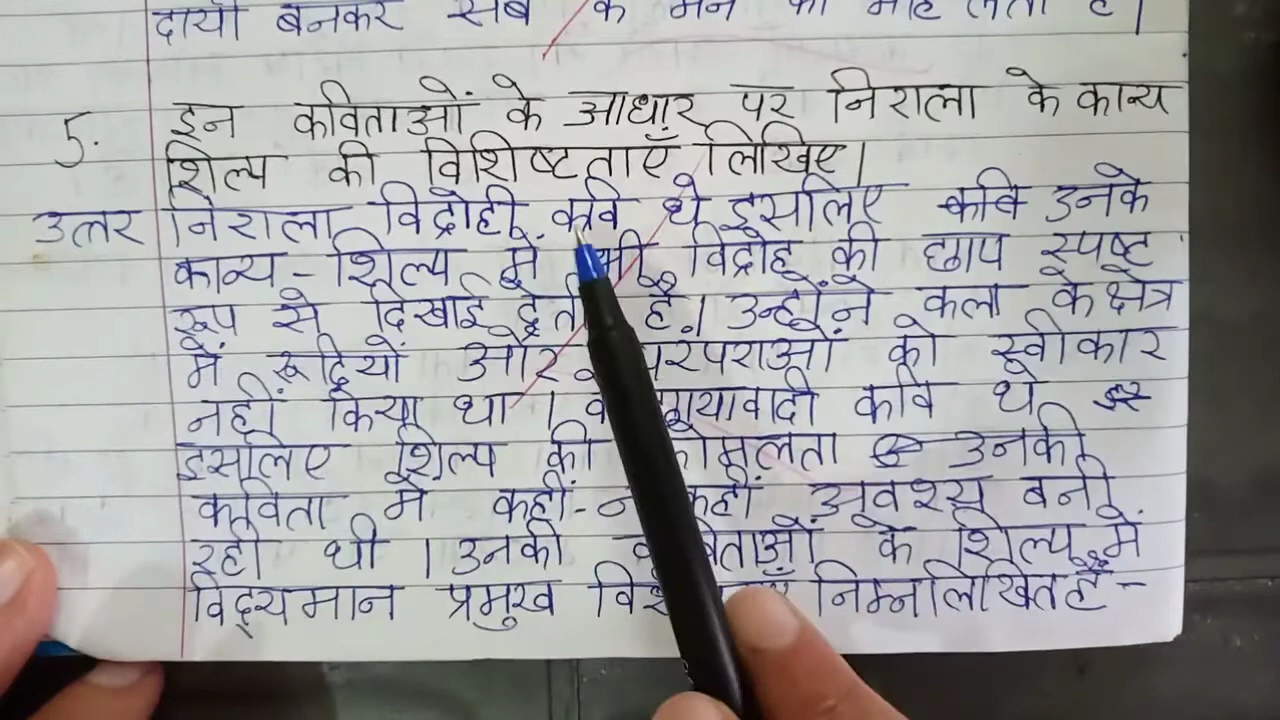 दायी बनकर सब के मन को मोह लेता है।
5. इन कविताओं के आधार पर निराला के काव्य
शिल्प की विशिष्टताएँ लिखिए।
उत्तर निराला विद्रोही कवि थे इसलिए कवि उनके
काव्य - शिल्प में भी विद्रोह की छाप स्पष्ट
रूप से दिखाई देती है। उन्होंने कला के क्षेत्र
में रूढ़ियों और परंपराओं को स्वीकार
नहीं किया था। वे छायावादी कवि थे
इसलिए शिल्प की कोमलता उनकी
कविता में कहीं-न कहीं अवश्य बनी
रही थी। उनकी कविताओं के शिल्प में
विद्यमान प्रमुख निम्नलिखित है -